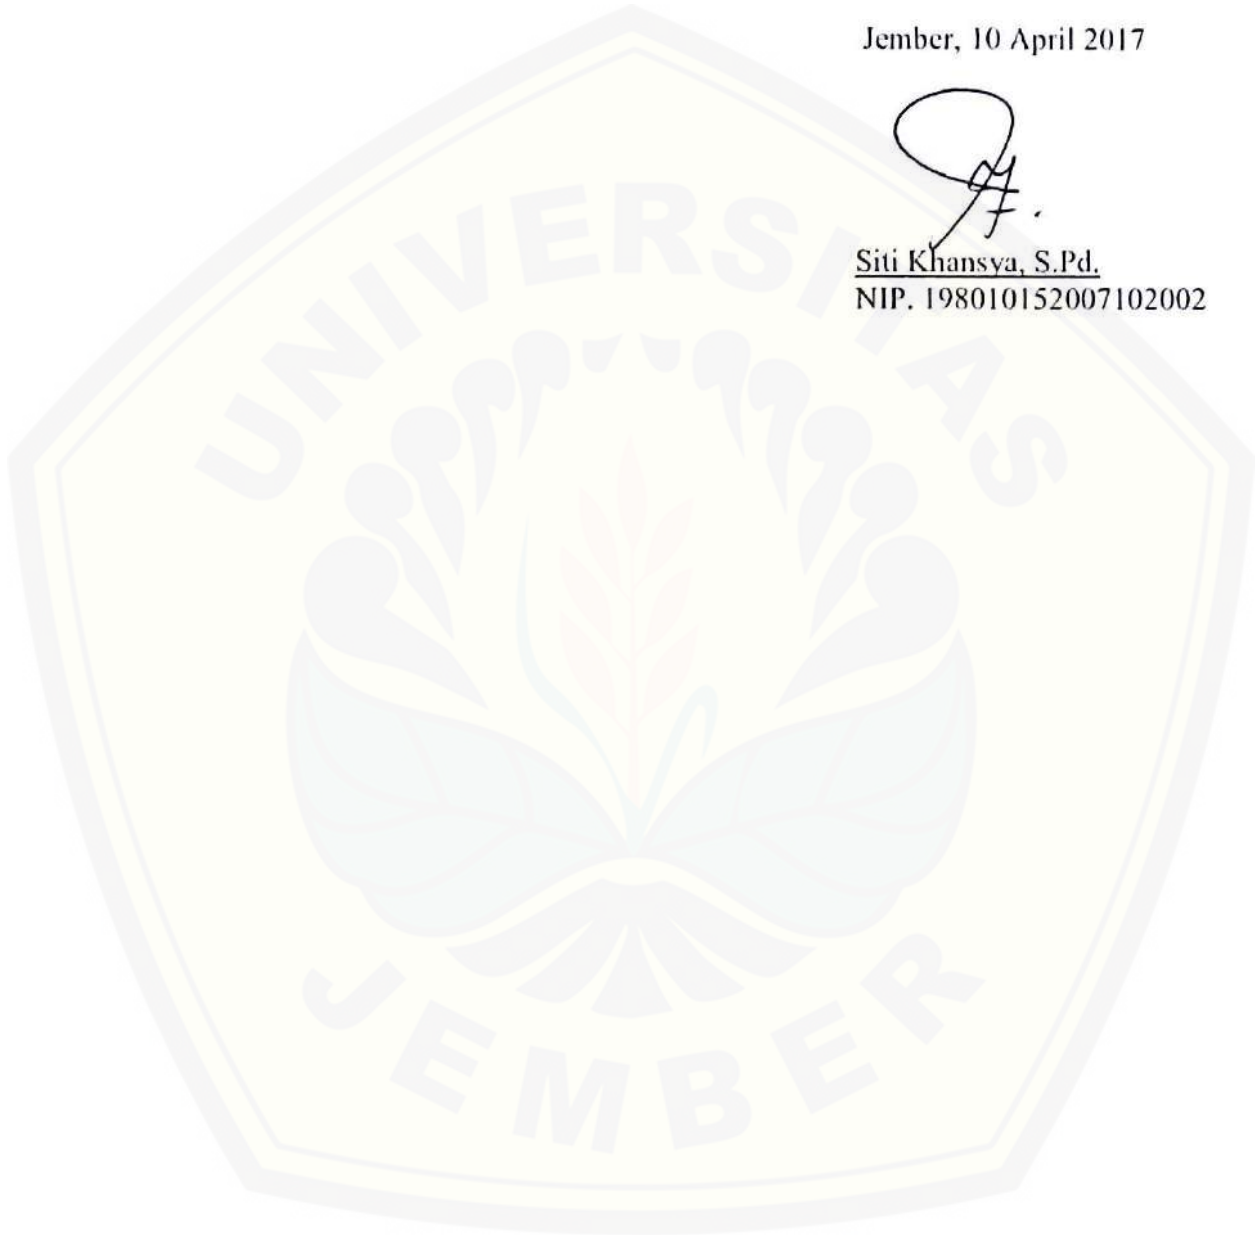 Jember, 10 April 2017
Siti Khansya, S.Pd.
NIP. 198010152007102002
UNIVERSITAS
JEMBER